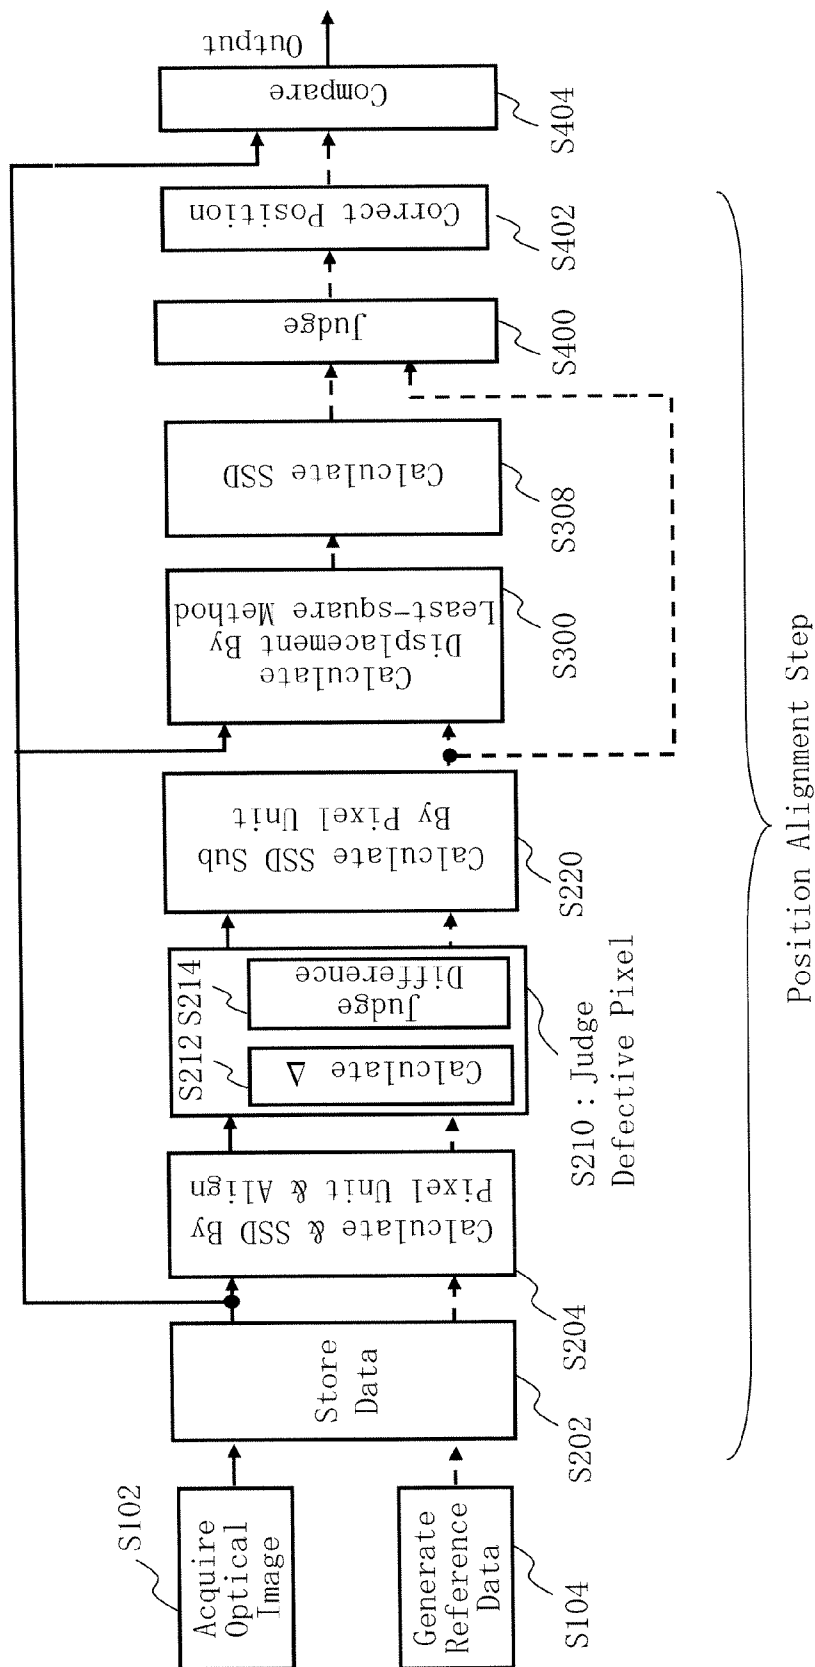 Acquire
Optical
Image
S102
Generate
Reference
Data
S104
Store
Data
S202
Calculate & SSD By
Pixel Unit & Align
S204
S212
Calculate Δ
S214
Judge
Difference
S210 : Judge
Defective Pixel
Calculate SSD Sub
By Pixel Unit
S220
Calculate
Displacement By
Least-square Method
S300
Calculate SSD
S308
Judge
S400
Correct Position
S402
Compare
S404
Output
Position Alignment Step